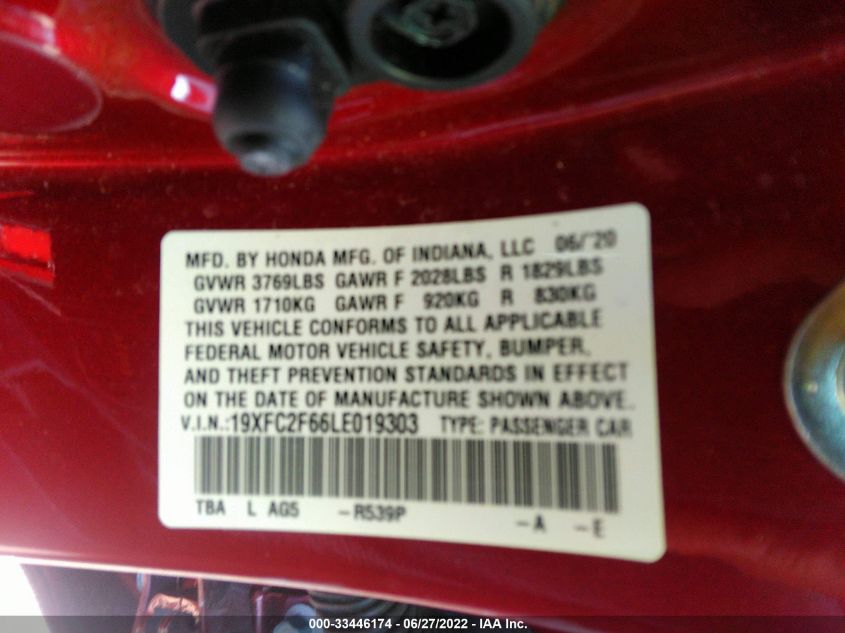 MFD. BY HONDA MFG. OF INDIANA, LLC 06/'20
GVWR 3769LBS GAWR F 2028LBS R 1829LBS
GVWR 1710KG GAWR F 920KG R 830KG
THIS VEHICLE CONFORMS TO ALL APPLICABLE
FEDERAL MOTOR VEHICLE SAFETY, BUMPER,
AND THEFT PREVENTION STANDARDS IN EFFECT
ON THE DATE OF MANUFACTURE SHOWN ABOVE.
V.I.N.:19XFC2F66LE019303 TYPE: PASSENGER CAR
TBA L AG5 -R539P -A -E
000-33446174 - 06/27/2022 - IAA Inc.